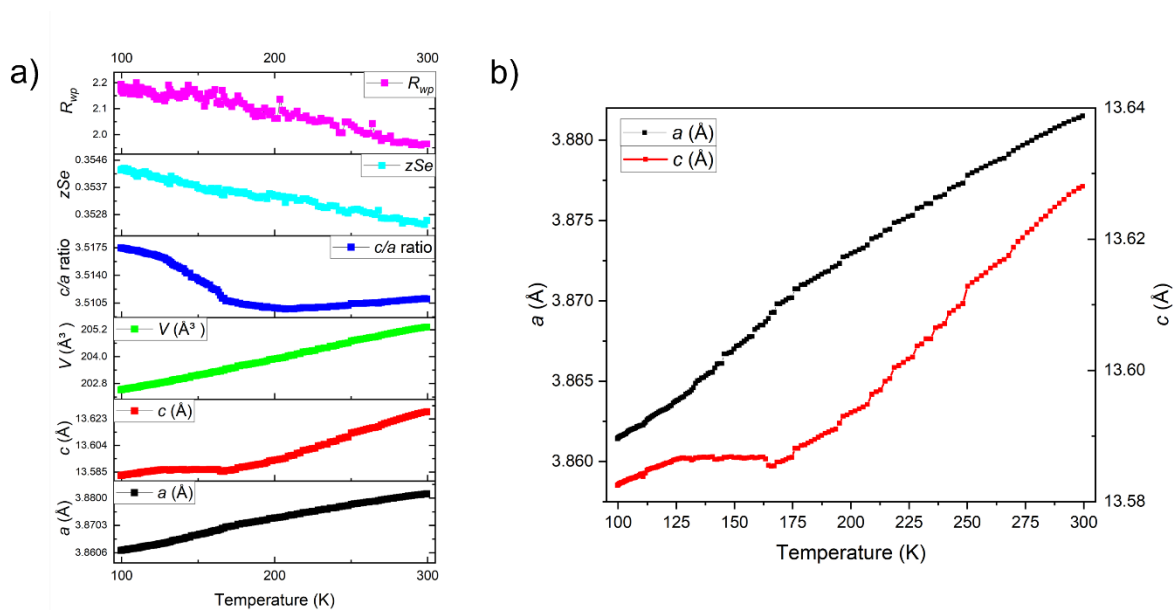 a)
100 200 300
2.2
2.1
2.0
R_wp
R_wp
0.3546
0.3537
0.3528
zSe
zSe
3.5175
3.5140
3.5105
c/a ratio
c/a ratio
205.2
204.0
202.8
V (Å³)
V (Å³ )
13.623
13.604
13.585
c (Å)
c (Å)
3.8800
3.8703
3.8606
a (Å)
a (Å)
100 200 300
Temperature (K)
b)
a (Å)
c (Å)
3.880
3.875
3.870
3.865
3.860
a (Å)
13.64
13.62
13.60
13.58
c (Å)
100 125 150 175 200 225 250 275 300
Temperature (K)